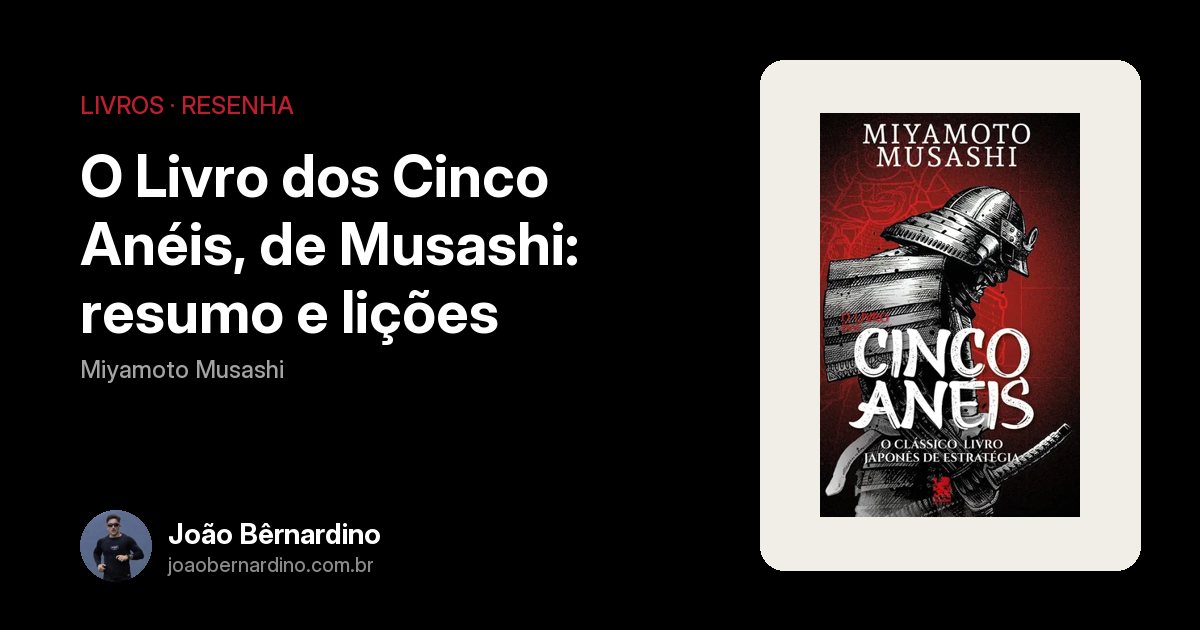 LIVROS · RESENHA
O Livro dos Cinco
Anéis, de Musashi:
resumo e lições
Miyamoto Musashi
João Bêrnardino
joaobernardino.com.br
MIYAMOTO
MUSASHI
CINCO
ANÉIS
O CLÁSSICO LIVRO
JAPONÊS DE ESTRATÉGIA